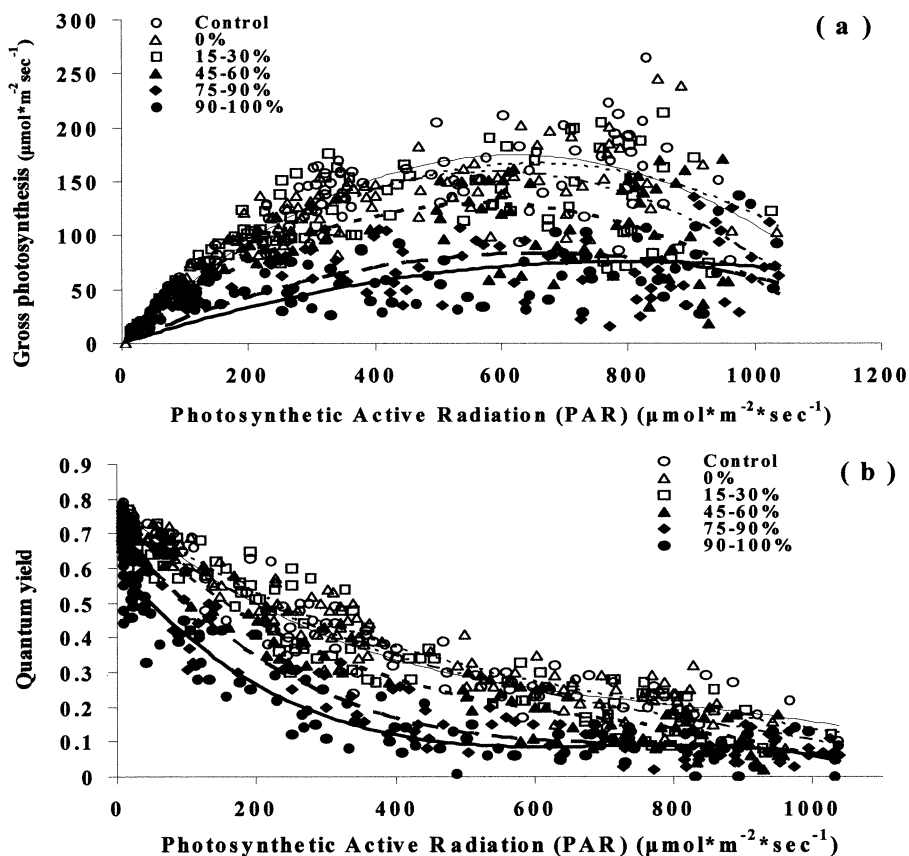 ( a )
Control
0%
15-30%
45-60%
75-90%
90-100%
Gross photosynthesis (µmol*m⁻²sec⁻¹)
300
250
200
150
100
50
0
0 200 400 600 800 1000 1200
Photosynthetic Active Radiation (PAR) (µmol*m⁻²*sec⁻¹)
( b )
Control
0%
15-30%
45-60%
75-90%
90-100%
Quantum yield
0.9
0.8
0.7
0.6
0.5
0.4
0.3
0.2
0.1
0
0 200 400 600 800 1000
Photosynthetic Active Radiation (PAR) (µmol*m⁻²*sec⁻¹)